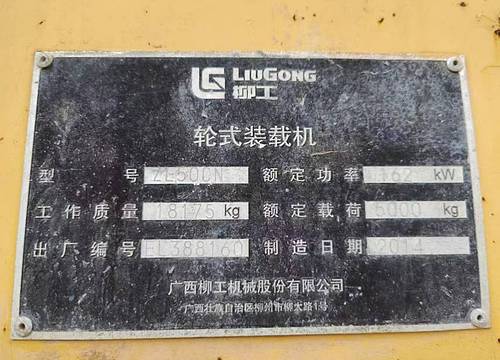 LIUGONG
柳工
轮式装载机
型号 ZL50CN 额定功率 162 kW
工作质量 18175 kg 额定载荷 5000 kg
出厂编号 EL388160 制造日期 2014
广西柳工机械股份有限公司
广西壮族自治区柳州市柳太路1号